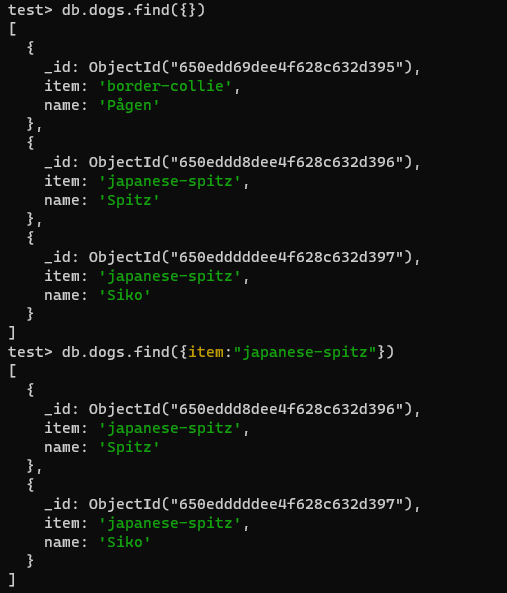 test> db.dogs.find({})
[
  {
    _id: ObjectId("650edd69dee4f628c632d395"),
    item: 'border-collie',
    name: 'Pågen'
  },
  {
    _id: ObjectId("650eddd8dee4f628c632d396"),
    item: 'japanese-spitz',
    name: 'Spitz'
  },
  {
    _id: ObjectId("650edddddee4f628c632d397"),
    item: 'japanese-spitz',
    name: 'Siko'
  }
]
test> db.dogs.find({item:"japanese-spitz"})
[
  {
    _id: ObjectId("650eddd8dee4f628c632d396"),
    item: 'japanese-spitz',
    name: 'Spitz'
  },
  {
    _id: ObjectId("650edddddee4f628c632d397"),
    item: 'japanese-spitz',
    name: 'Siko'
  }
]